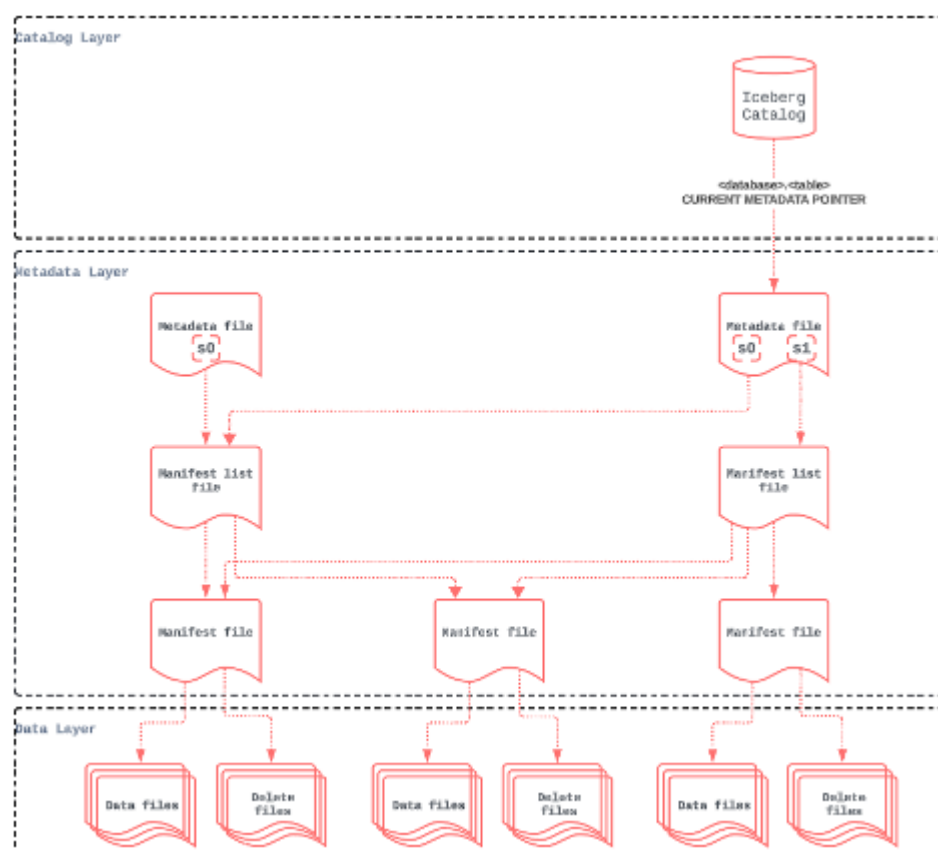 Catalog Layer
Iceberg
Catalog
<database>.<table>
CURRENT METADATA POINTER
Metadata Layer
Metadata file
s0
Metadata file
s0 s1
Manifest list
file
Manifest list
file
Manifest file
Manifest file
Manifest file
Data Layer
Data files
Delete
files
Data files
Delete
files
Data files
Delete
files